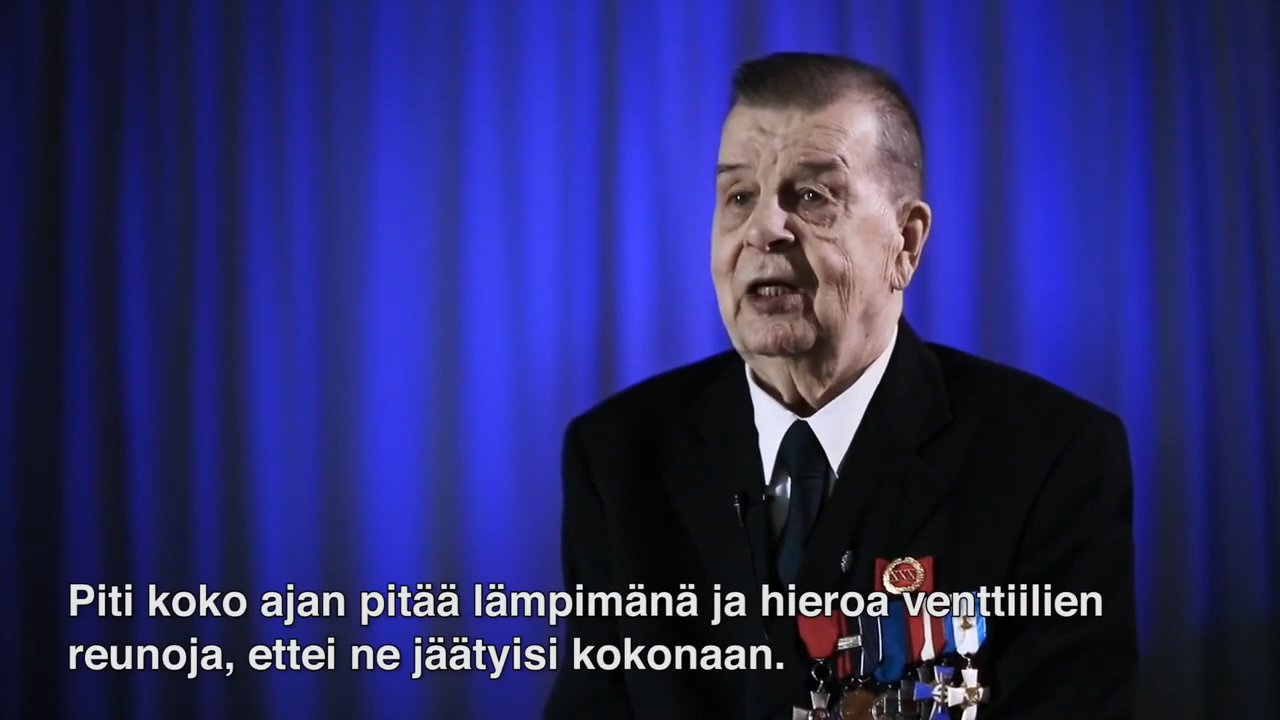 Piti koko ajan pitää lämpimänä ja hieroa venttiilien
reunoja, ettei ne jäätyisi kokonaan.